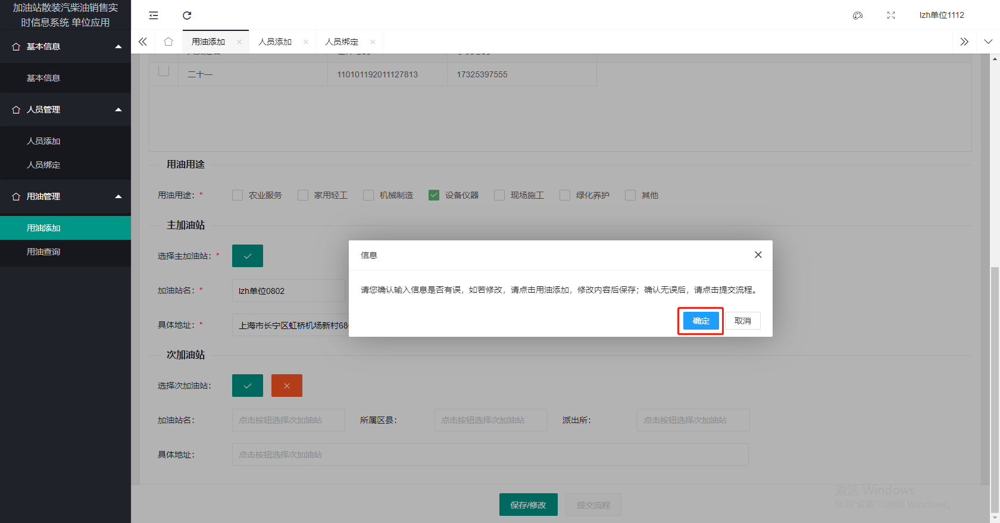 加油站散装汽柴油销售实
时信息系统 单位应用
lzh单位1112
基本信息
基本信息
人员管理
人员添加
人员绑定
用油管理
用油添加
用油查询
用油添加 人员添加 人员绑定
二十一 110101192011127813 17325397555
用油用途
用油用途：* 农业服务 家用轻工 机械制造 设备仪器 现场施工 绿化养护 其他
主加油站
选择主加油站：*
加油站名：* lzh单位0802
具体地址：* 上海市长宁区虹桥机场新村68
信息
请您确认输入信息是否有误，如若修改，请点击用油添加，修改内容后保存；确认无误后，请点击提交流程。
确定 取消
次加油站
选择次加油站：
加油站名： 点击按钮选择次加油站 所属区县： 点击按钮选择次加油站 派出所： 点击按钮选择次加油站
具体地址： 点击按钮选择次加油站
保存/修改 提交流程
激活 Windows
转到"设置"以激活 Windows。